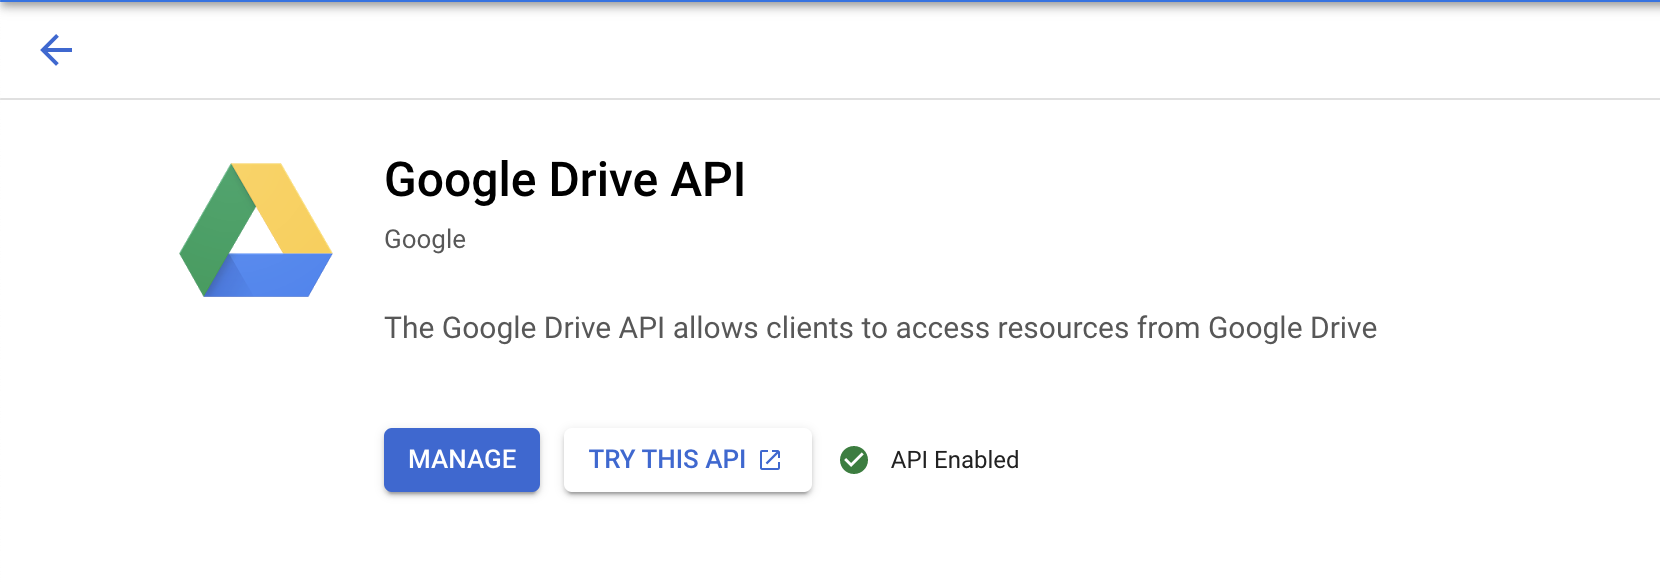 Google Drive API
Google
The Google Drive API allows clients to access resources from Google Drive
MANAGE
TRY THIS API
API Enabled